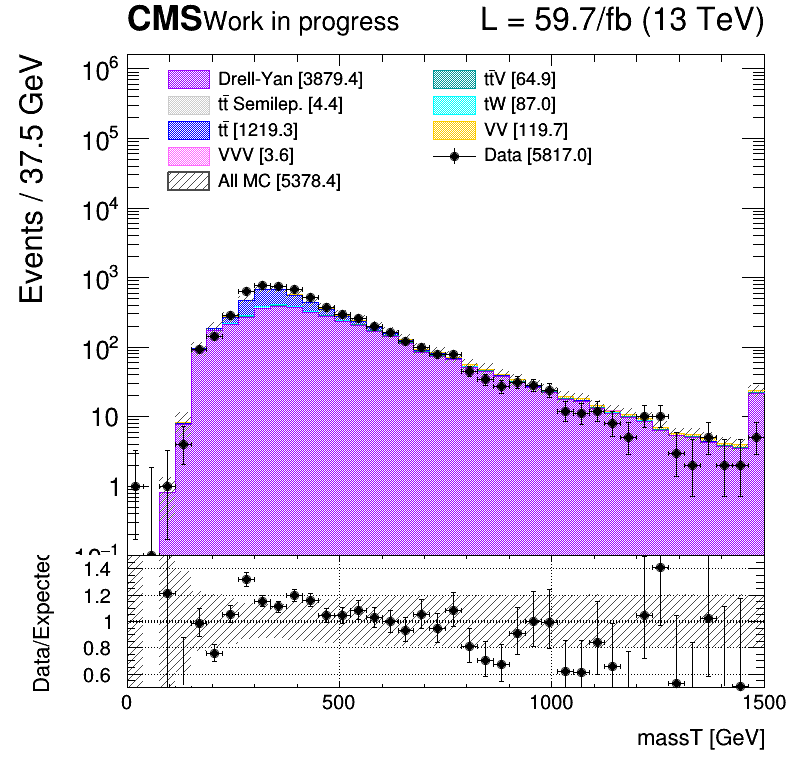 CMS Work in progress L = 59.7/fb (13 TeV)
Events / 37.5 GeV
10⁶
10⁵
10⁴
10³
10²
10
1
10⁻¹
Drell-Yan [3879.4]
tt̄ Semilep. [4.4]
tt̄ [1219.3]
VVV [3.6]
All MC [5378.4]
tt̄V [64.9]
tW [87.0]
VV [119.7]
Data [5817.0]
Data/Expected
1.4
1.2
1
0.8
0.6
0 500 1000 1500
massT [GeV]